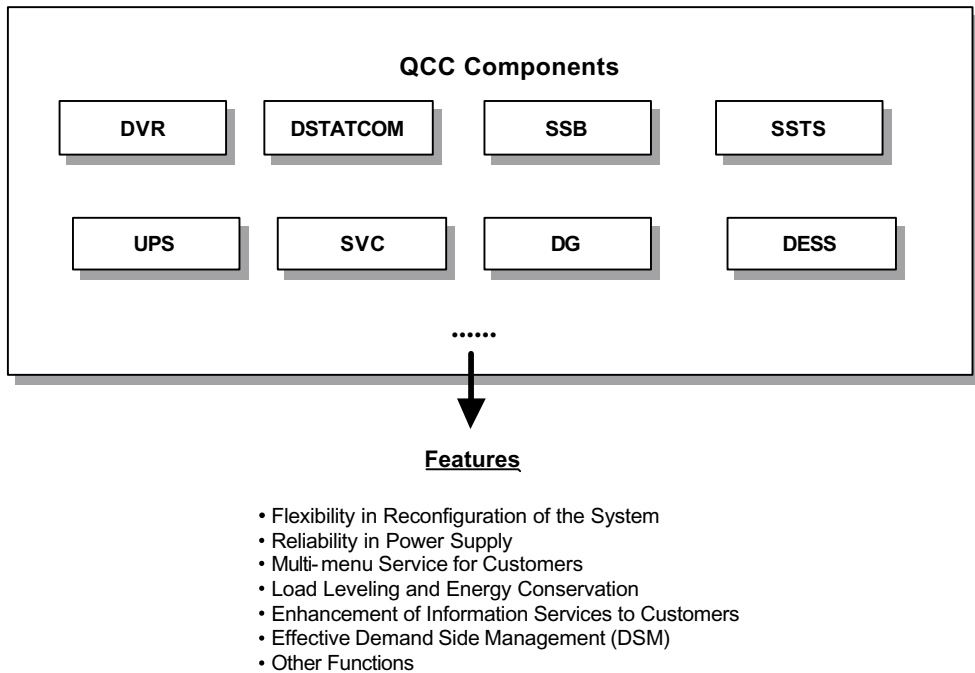 QCC Components
DVR DSTATCOM SSB SSTS
UPS SVC DG DESS
......
Features
• Flexibility in Reconfiguration of the System
• Reliability in Power Supply
• Multi-menu Service for Customers
• Load Leveling and Energy Conservation
• Enhancement of Information Services to Customers
• Effective Demand Side Management (DSM)
• Other Functions